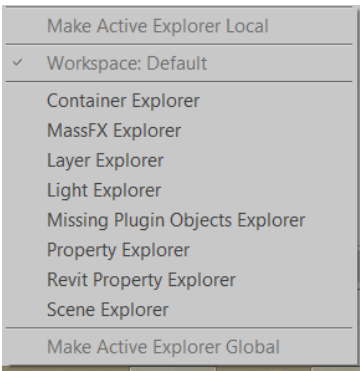 Make Active Explorer Local
Workspace: Default
Container Explorer
MassFX Explorer
Layer Explorer
Light Explorer
Missing Plugin Objects Explorer
Property Explorer
Revit Property Explorer
Scene Explorer
Make Active Explorer Global